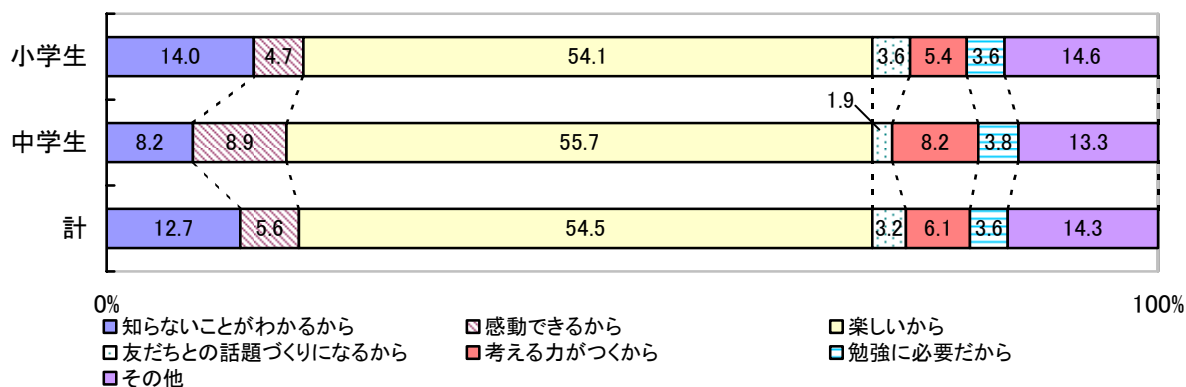 小学生 14.0 4.7 54.1 3.6 5.4 3.6 14.6
1.9
中学生 8.2 8.9 55.7 8.2 3.8 13.3
計 12.7 5.6 54.5 3.2 6.1 3.6 14.3
0% 100%
知らないことがわかるから 感動できるから 楽しいから
友だちとの話題づくりになるから 考える力がつくから 勉強に必要だから
その他